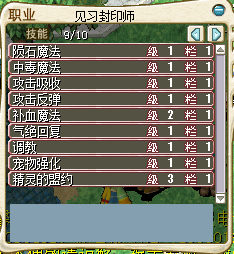 职业 见习封印师
技能 9/10
陨石魔法 级 1 栏 1
中毒魔法 级 1 栏 1
攻击吸收 级 1 栏 1
攻击反弹 级 1 栏 1
补血魔法 级 2 栏 1
气绝回复 级 1 栏 1
调教 级 1 栏 1
宠物强化 级 1 栏 1
精灵的盟约 级 3 栏 1